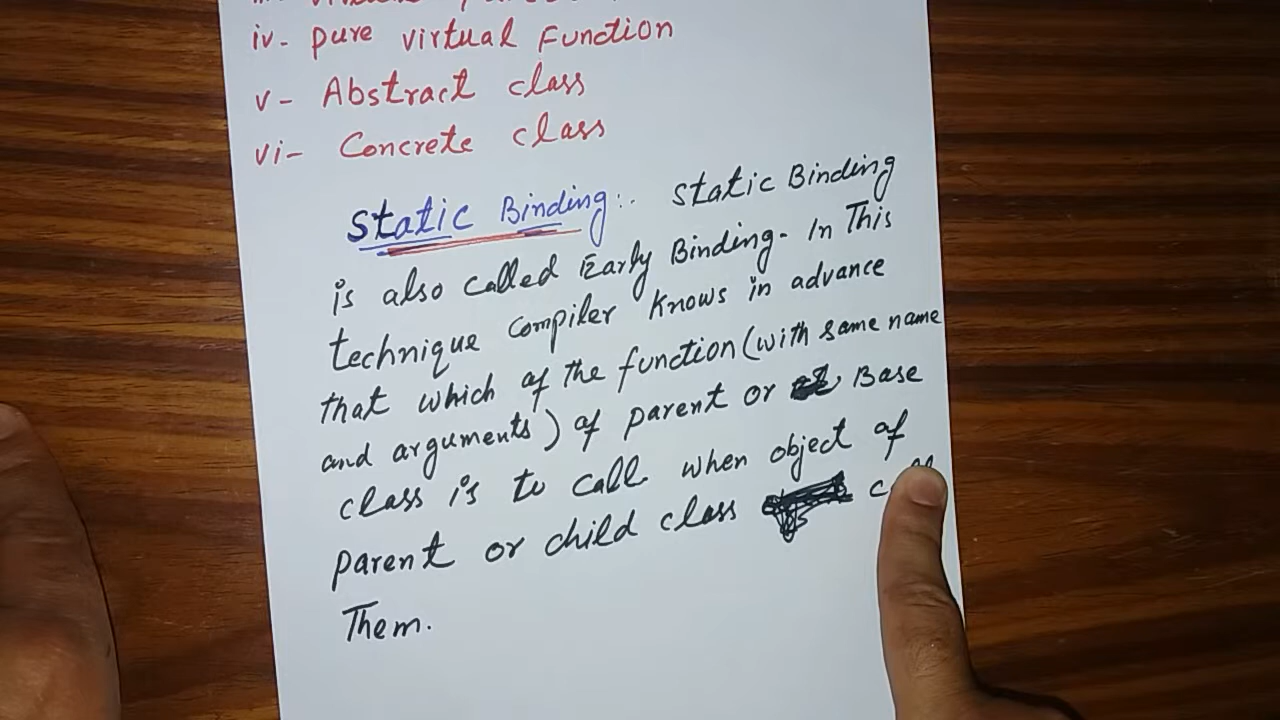 iv- pure virtual Function
v- Abstract class
vi- Concrete class
Static Binding:- Static Binding
is also called Early Binding- In This
technique compiler knows in advance
that which of the function (with same name
and arguments) of parent or Base
class is to call when object of
parent or child class
Them.